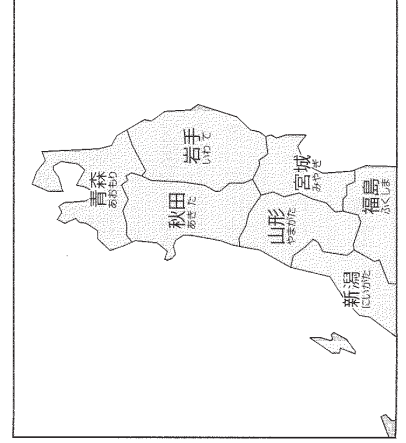 青森
あおもり
秋田
あきた
岩手
いわて
山形
やまがた
宮城
みやぎ
新潟
にいがた
福島
ふくしま